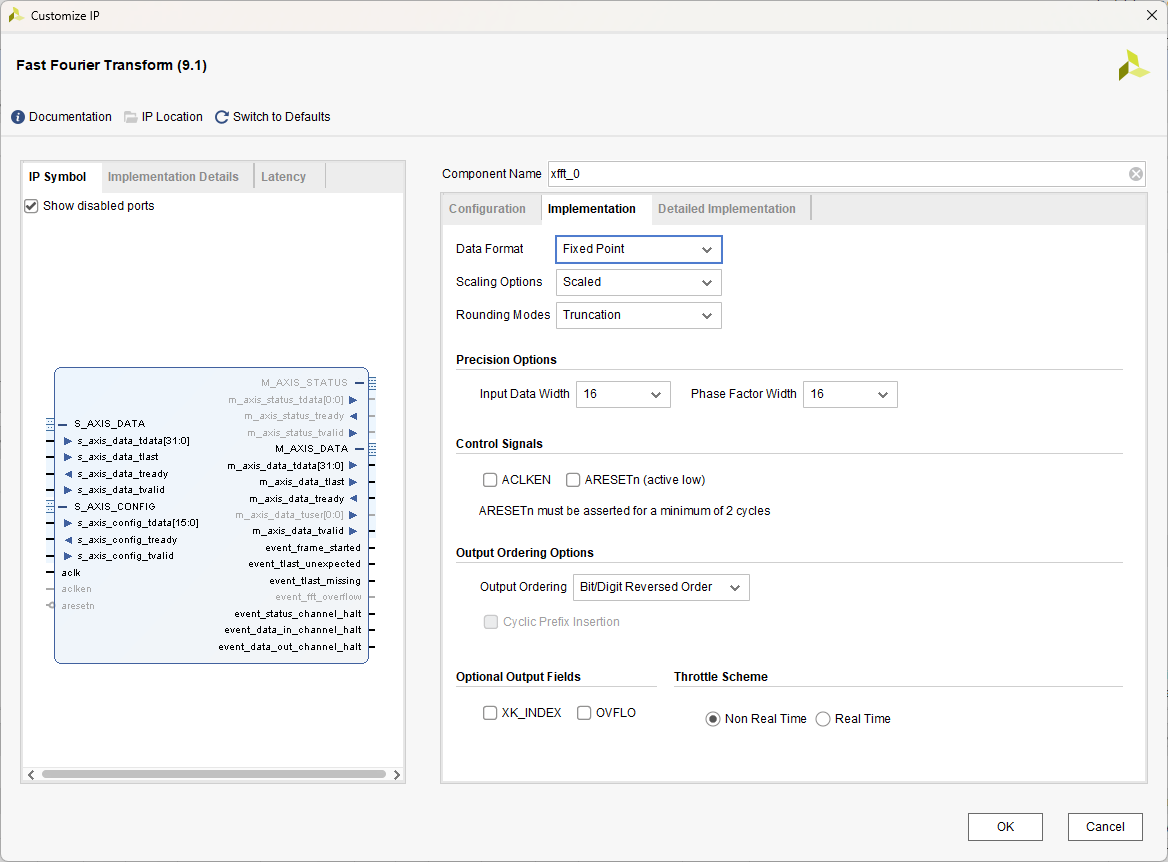 Customize IP
Fast Fourier Transform (9.1)
Documentation IP Location Switch to Defaults
IP Symbol Implementation Details Latency
Show disabled ports
M_AXIS_STATUS
m_axis_status_tdata[0:0]
m_axis_status_tready
S_AXIS_DATA
m_axis_status_tvalid
s_axis_data_tdata[31:0]
M_AXIS_DATA
s_axis_data_tlast
m_axis_data_tdata[31:0]
s_axis_data_tready
m_axis_data_tlast
s_axis_data_tvalid
m_axis_data_tready
S_AXIS_CONFIG
m_axis_data_tuser[0:0]
s_axis_config_tdata[15:0]
m_axis_data_tvalid
s_axis_config_tready
event_frame_started
s_axis_config_tvalid
event_tlast_unexpected
aclk
event_tlast_missing
aclken
event_fft_overflow
aresetn
event_status_channel_halt
event_data_in_channel_halt
event_data_out_channel_halt
Component Name xfft_0
Configuration Implementation Detailed Implementation
Data Format Fixed Point
Scaling Options Scaled
Rounding Modes Truncation
Precision Options
Input Data Width 16 Phase Factor Width 16
Control Signals
ACLKEN ARESETn (active low)
ARESETn must be asserted for a minimum of 2 cycles
Output Ordering Options
Output Ordering Bit/Digit Reversed Order
Cyclic Prefix Insertion
Optional Output Fields Throttle Scheme
XK_INDEX OVFLO Non Real Time Real Time
OK Cancel